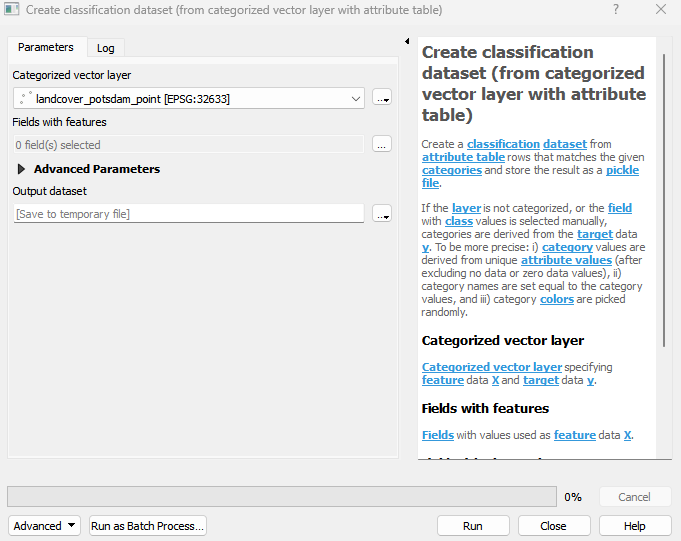 Create classification dataset (from categorized vector layer with attribute table)
?
Parameters
Log
Categorized vector layer
landcover_potsdam_point [EPSG:32633]
...
Fields with features
0 field(s) selected
...
Advanced Parameters
Output dataset
[Save to temporary file]
...
Create classification
dataset (from categorized
vector layer with attribute
table)
Create a classification dataset from
attribute table rows that matches the given
categories and store the result as a pickle
file.
If the layer is not categorized, or the field
with class values is selected manually,
categories are derived from the target data
y. To be more precise: i) category values are
derived from unique attribute values (after
excluding no data or zero data values), ii)
category names are set equal to the category
values, and iii) category colors are picked
randomly.
Categorized vector layer
Categorized vector layer specifying
feature data X and target data y.
Fields with features
Fields with values used as feature data X.
0%
Cancel
Advanced
Run as Batch Process...
Run
Close
Help